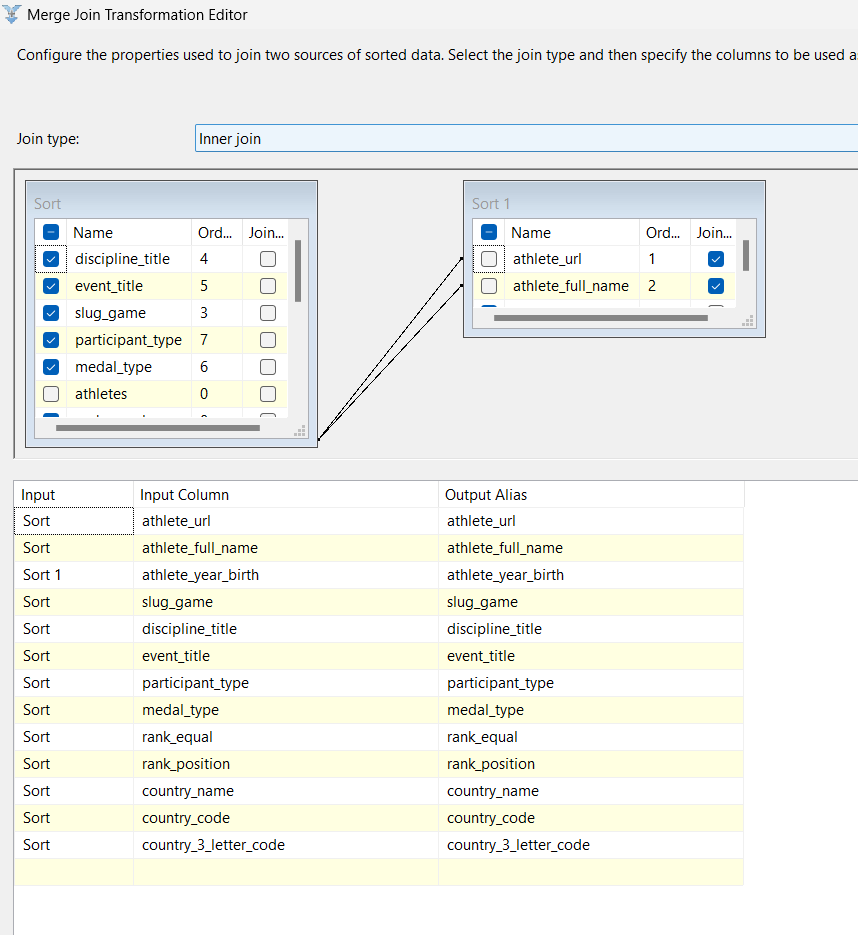 Merge Join Transformation Editor
Configure the properties used to join two sources of sorted data. Select the join type and then specify the columns to be used a
Join type: Inner join
Sort
Name Ord... Join...
discipline_title 4
event_title 5
slug_game 3
participant_type 7
medal_type 6
athletes 0
Sort 1
Name Ord... Join...
athlete_url 1
athlete_full_name 2
Input Input Column Output Alias
Sort athlete_url athlete_url
Sort athlete_full_name athlete_full_name
Sort 1 athlete_year_birth athlete_year_birth
Sort slug_game slug_game
Sort discipline_title discipline_title
Sort event_title event_title
Sort participant_type participant_type
Sort medal_type medal_type
Sort rank_equal rank_equal
Sort rank_position rank_position
Sort country_name country_name
Sort country_code country_code
Sort country_3_letter_code country_3_letter_code